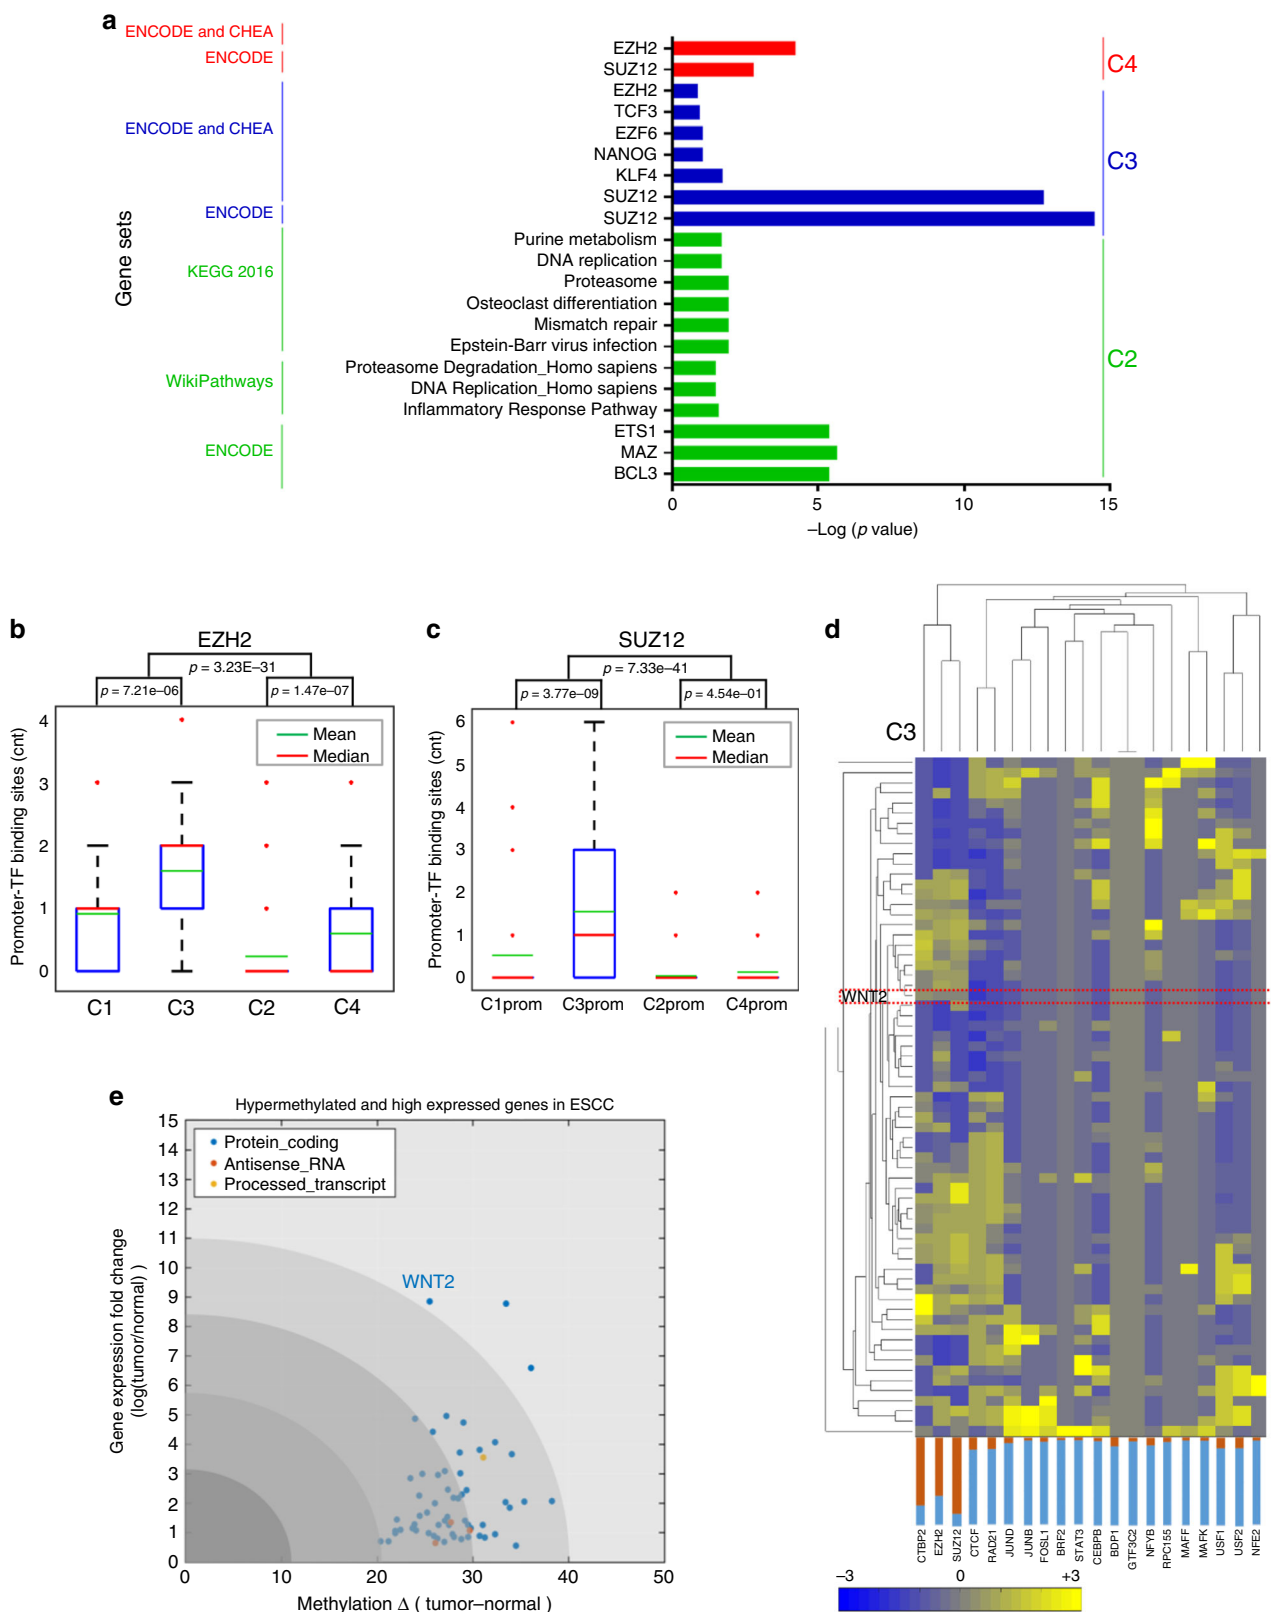 a
ENCODE and CHEA
ENCODE
ENCODE and CHEA
ENCODE
KEGG 2016
WikiPathways
ENCODE
Gene sets
EZH2
SUZ12
EZH2
TCF3
EZF6
NANOG
KLF4
SUZ12
SUZ12
Purine metabolism
DNA replication
Proteasome
Osteoclast differentiation
Mismatch repair
Epstein-Barr virus infection
Proteasome Degradation_Homo sapiens
DNA Replication_Homo sapiens
Inflammatory Response Pathway
ETS1
MAZ
BCL3
C4
C3
C2
0 5 10 15
–Log (p value)
b
EZH2
p = 3.23E–31
p = 7.21e–06
p = 1.47e–07
Mean
Median
Promoter-TF binding sites (cnt)
4
3
2
1
0
C1 C3 C2 C4
c
SUZ12
p = 7.33e–41
p = 3.77e–09
p = 4.54e–01
Mean
Median
Promoter-TF binding sites (cnt)
6
5
4
3
2
1
0
C1prom C3prom C2prom C4prom
d
C3
WNT2
CTBP2
EZH2
SUZ12
CTCF
RAD21
JUND
JUNB
FOSL1
BRF2
STAT3
CEBPB
BDP1
GTF3C2
NFYB
RPC155
MAFF
MAFK
USF1
USF2
NFE2
–3 0 +3
e
Hypermethylated and high expressed genes in ESCC
Protein_coding
Antisense_RNA
Processed_transcript
WNT2
Gene expression fold change
(log(tumor/normal) )
15
14
13
12
11
10
9
8
7
6
5
4
3
2
1
0
0 10 20 30 40 50
Methylation Δ ( tumor–normal )